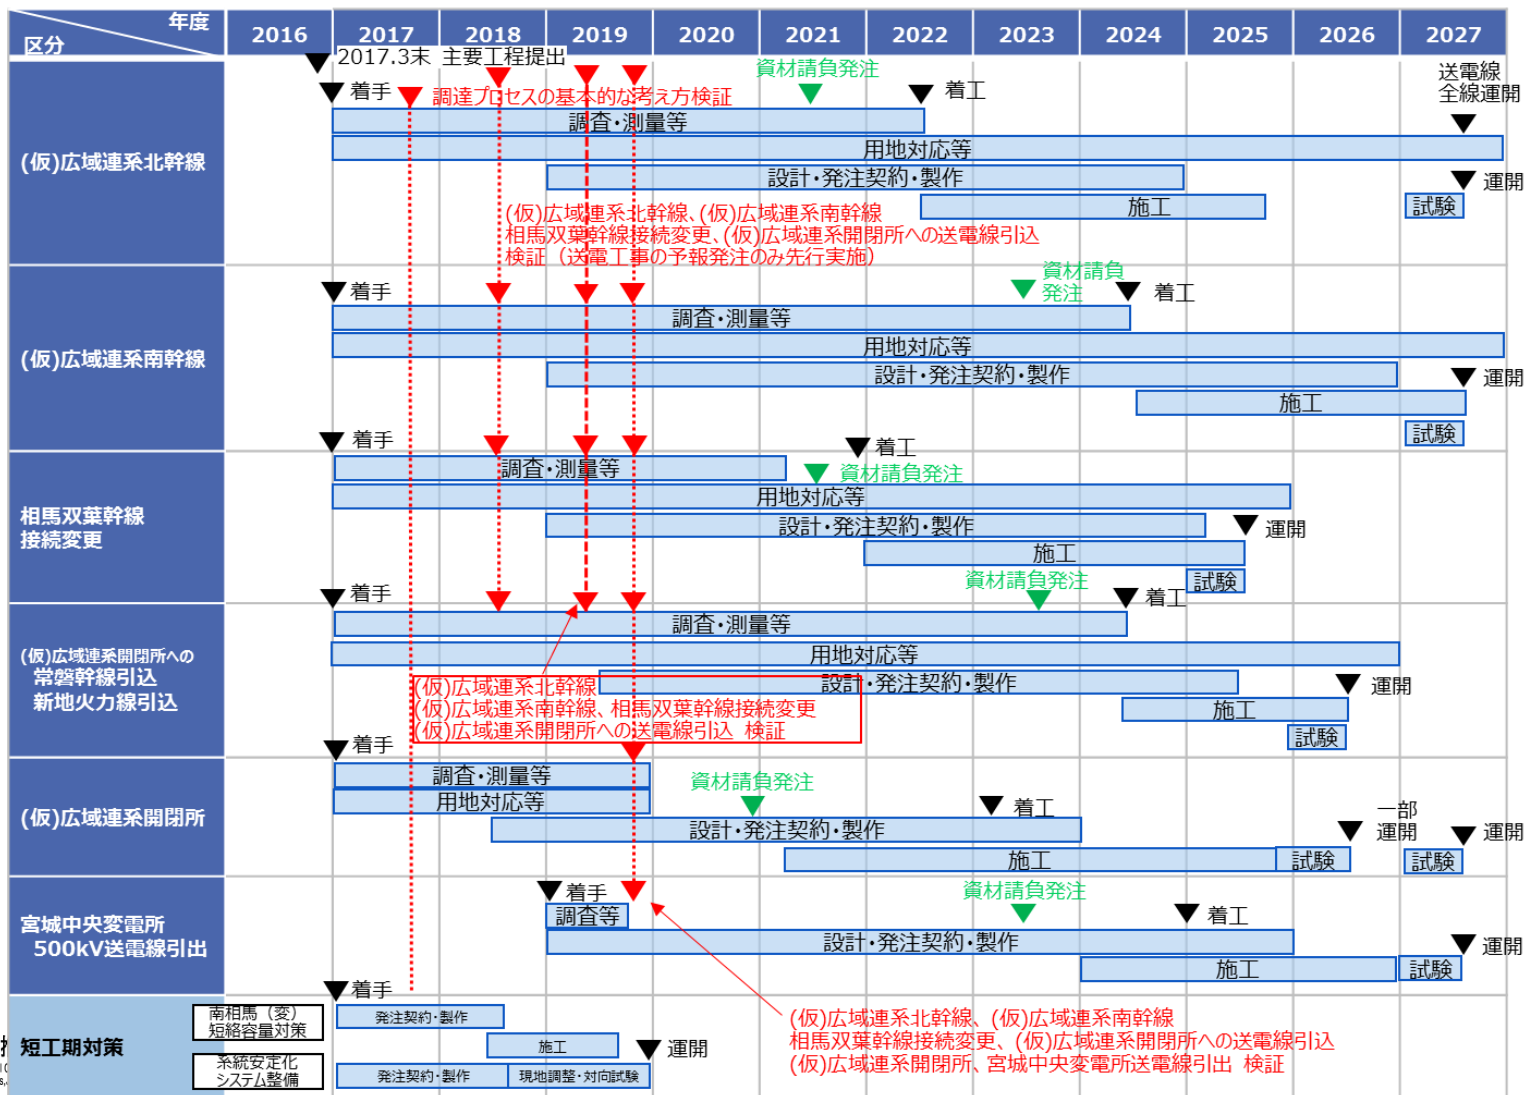 年度
区分
2016 2017 2018 2019 2020 2021 2022 2023 2024 2025 2026 2027
2017.3末 主要工程提出
(仮)広域連系北幹線
着手
調達プロセスの基本的な考え方検証
資材請負発注
着工
送電線
全線運開
調査・測量等
用地対応等
設計・発注契約・製作
運開
施工
試験
(仮)広域連系北幹線、(仮)広域連系南幹線
相馬双葉幹線接続変更、(仮)広域連系開閉所への送電線引込
検証（送電工事の予報発注のみ先行実施）
(仮)広域連系南幹線
着手
資材請負
発注
着工
調査・測量等
用地対応等
設計・発注契約・製作
運開
施工
試験
相馬双葉幹線
接続変更
着手
着工
調査・測量等
資材請負発注
用地対応等
設計・発注契約・製作
運開
施工
試験
(仮)広域連系開閉所への
常磐幹線引込
新地火力線引込
着手
資材請負発注
着工
調査・測量等
用地対応等
設計・発注契約・製作
運開
施工
試験
(仮)広域連系北幹線
(仮)広域連系南幹線、相馬双葉幹線接続変更
(仮)広域連系開閉所への送電線引込 検証
(仮)広域連系開閉所
着手
調査・測量等
用地対応等
資材請負発注
着工
一部
運開
運開
設計・発注契約・製作
施工
試験
試験
宮城中央変電所
500kV送電線引出
着手
調査等
資材請負発注
着工
設計・発注契約・製作
運開
施工
試験
(仮)広域連系北幹線、(仮)広域連系南幹線
相馬双葉幹線接続変更、(仮)広域連系開閉所への送電線引込
(仮)広域連系開閉所、宮城中央変電所送電線引出 検証
短工期対策
着手
南相馬（変）
短絡容量対策
発注契約・製作
施工
運開
系統安定化
システム整備
発注契約・製作
現地調整・対向試験